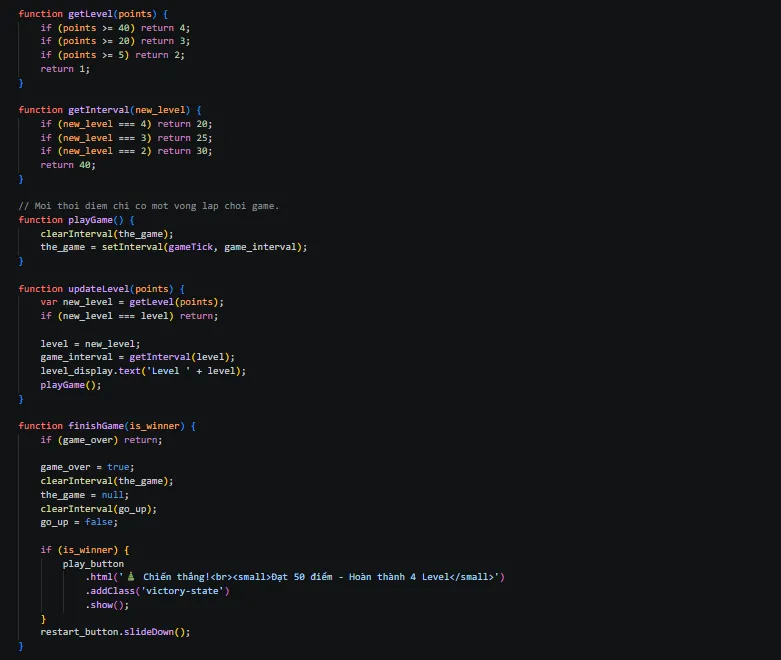 function getLevel(points) {
    if (points >= 40) return 4;
    if (points >= 20) return 3;
    if (points >= 5) return 2;
    return 1;
}

function getInterval(new_level) {
    if (new_level === 4) return 20;
    if (new_level === 3) return 25;
    if (new_level === 2) return 30;
    return 40;
}

// Moi thoi diem chi co mot vong lap choi game.
function playGame() {
    clearInterval(the_game);
    the_game = setInterval(gameTick, game_interval);
}

function updateLevel(points) {
    var new_level = getLevel(points);
    if (new_level === level) return;

    level = new_level;
    game_interval = getInterval(level);
    level_display.text('Level ' + level);
    playGame();
}

function finishGame(is_winner) {
    if (game_over) return;

    game_over = true;
    clearInterval(the_game);
    the_game = null;
    clearInterval(go_up);
    go_up = false;

    if (is_winner) {
        play_button
            .html('🎄 Chiến thắng!<br><small>Đạt 50 điểm - Hoàn thành 4 Level</small>')
            .addClass('victory-state')
            .show();
    }
    restart_button.slideDown();
}